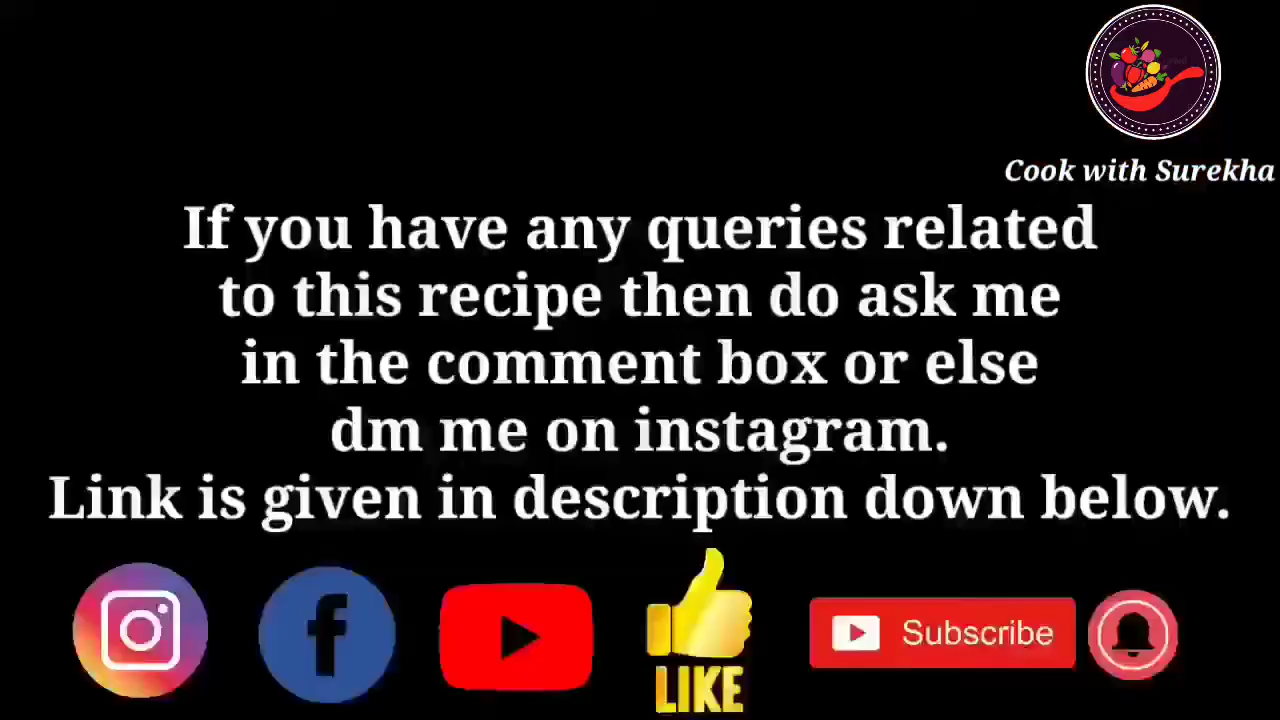 Cook with Surekha
If you have any queries related
to this recipe then do ask me
in the comment box or else
dm me on instagram.
Link is given in description down below.
f
LIKE
Subscribe